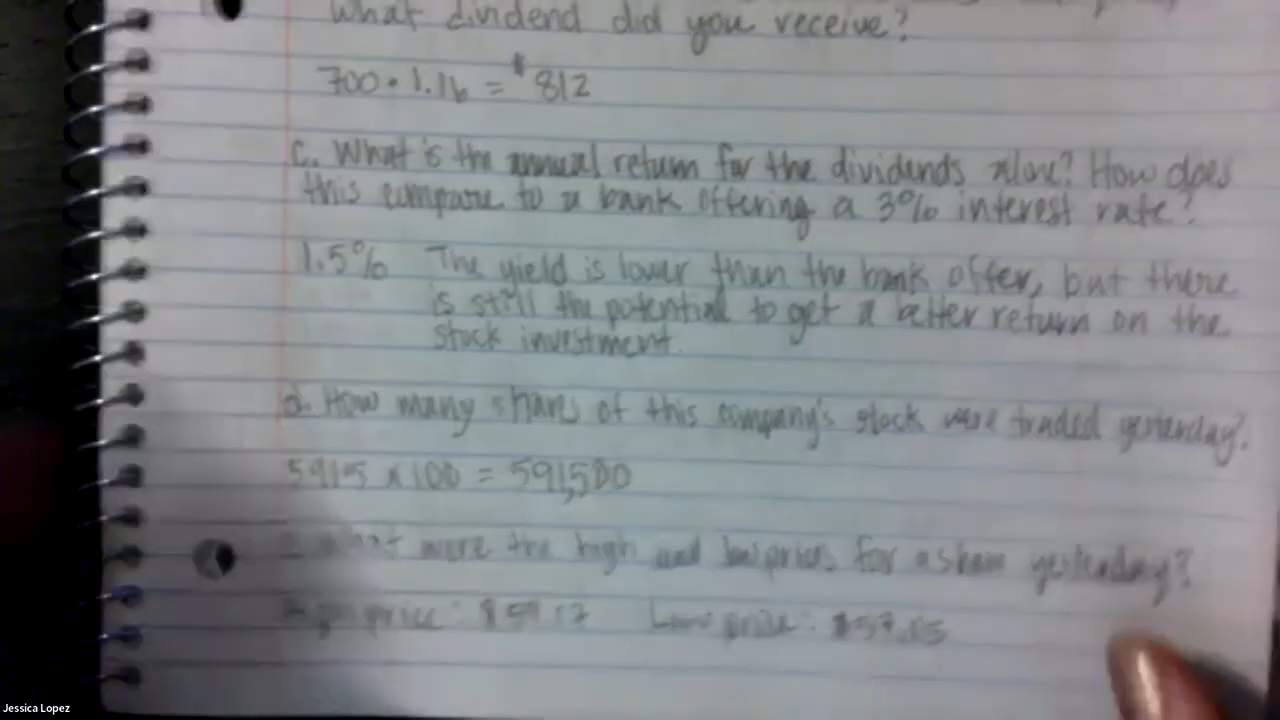 What dividend did you receive?
700 • 1.16 = $812
c. What is the annual return for the dividends alone? How does
this compare to a bank offering a 3% interest rate?
1.5% The yield is lower than the bank offer, but there
is still the potential to get a better return on the
stock investment.
d. How many shares of this company's stock were traded yesterday?
5915 x 100 = 591,500
what were the high and low prices for a share yesterday?
price: Low price:
Jessica Lopez